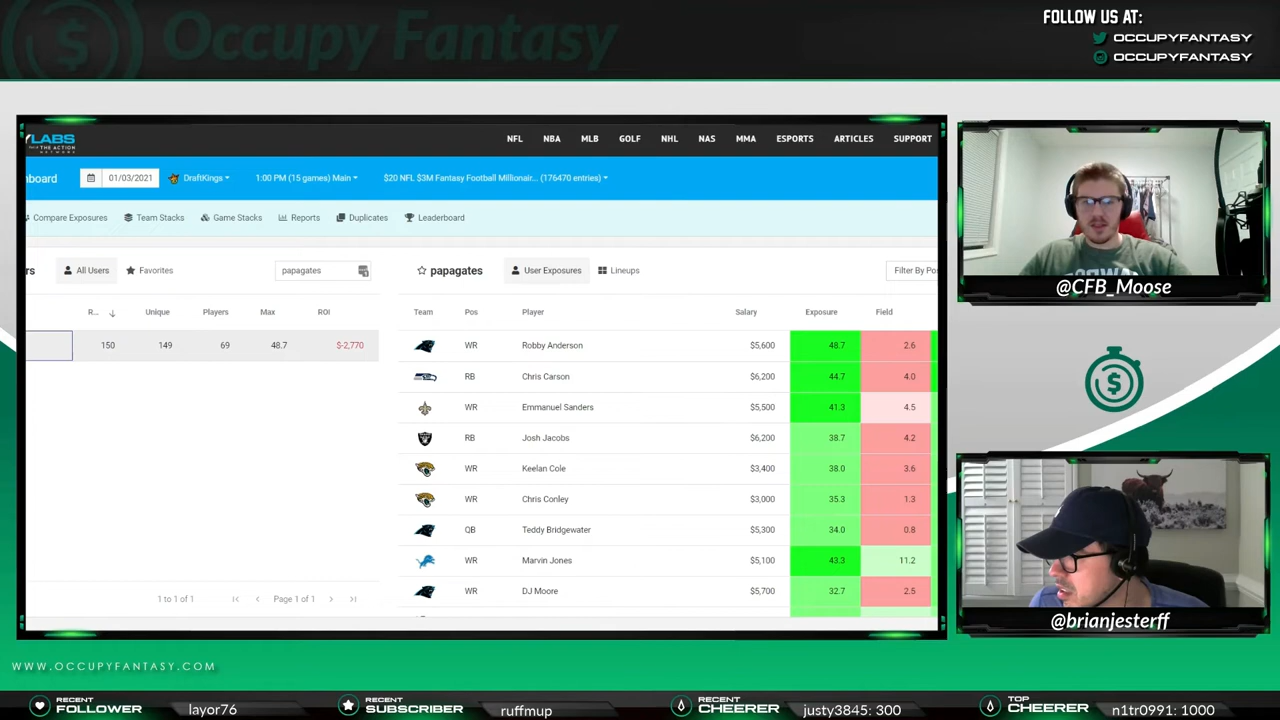 Occupy Fantasy
FOLLOW US AT:
OCCUPYFANTASY
OCCUPYFANTASY
LABS
THE ACTION
NETWORK
NFL NBA MLB GOLF NHL NAS MMA ESPORTS ARTICLES SUPPORT
board 01/03/2021 DraftKings 1:00 PM (15 games) Main $20 NFL $3M Fantasy Football Millionair... (176470 entries)
Compare Exposures Team Stacks Game Stacks Reports Duplicates Leaderboard
rs All Users Favorites papagates papagates User Exposures Lineups Filter By Po
R... Unique Players Max ROI Team Pos Player Salary Exposure Field
150 149 69 48.7 $-2,770 WR Robby Anderson $5,600 48.7 2.6
RB Chris Carson $6,200 44.7 4.0
WR Emmanuel Sanders $5,500 41.3 4.5
RB Josh Jacobs $6,200 38.7 4.2
WR Keelan Cole $3,400 38.0 3.6
WR Chris Conley $3,000 35.3 1.3
QB Teddy Bridgewater $5,300 34.0 0.8
WR Marvin Jones $5,100 43.3 11.2
WR DJ Moore $5,700 32.7 2.5
1 to 1 of 1 Page 1 of 1
@CFB_Moose
@brianjesterff
WWW.OCCUPYFANTASY.COM
RECENT FOLLOWER layor76 RECENT SUBSCRIBER ruffmup RECENT CHEERER justy3845: 300 TOP CHEERER n1tr0991: 1000